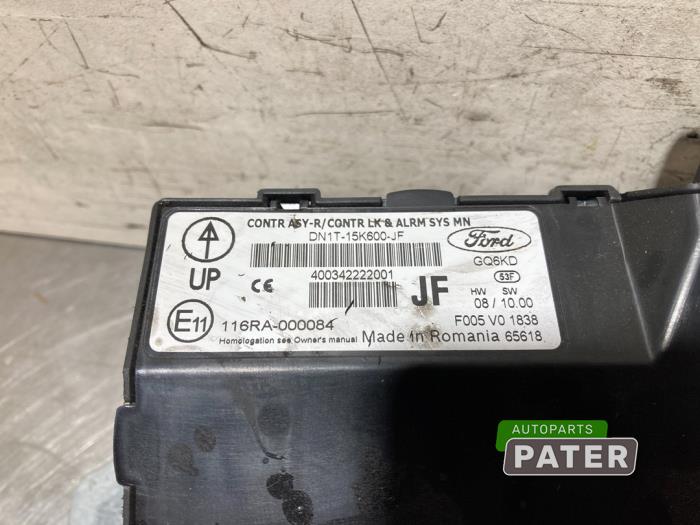 CONTR ASY-R/CONTR LK & ALRM SYS MN
DN1T-15K600-JF
Ford
GQ6KD
53F
400342222001
UP
CE
JF
HW SW
08 / 10.00
E11
116RA-000084
F005 V0 1838
Homologation see Owner's manual
Made in Romania 65618
AUTOPARTS
PATER